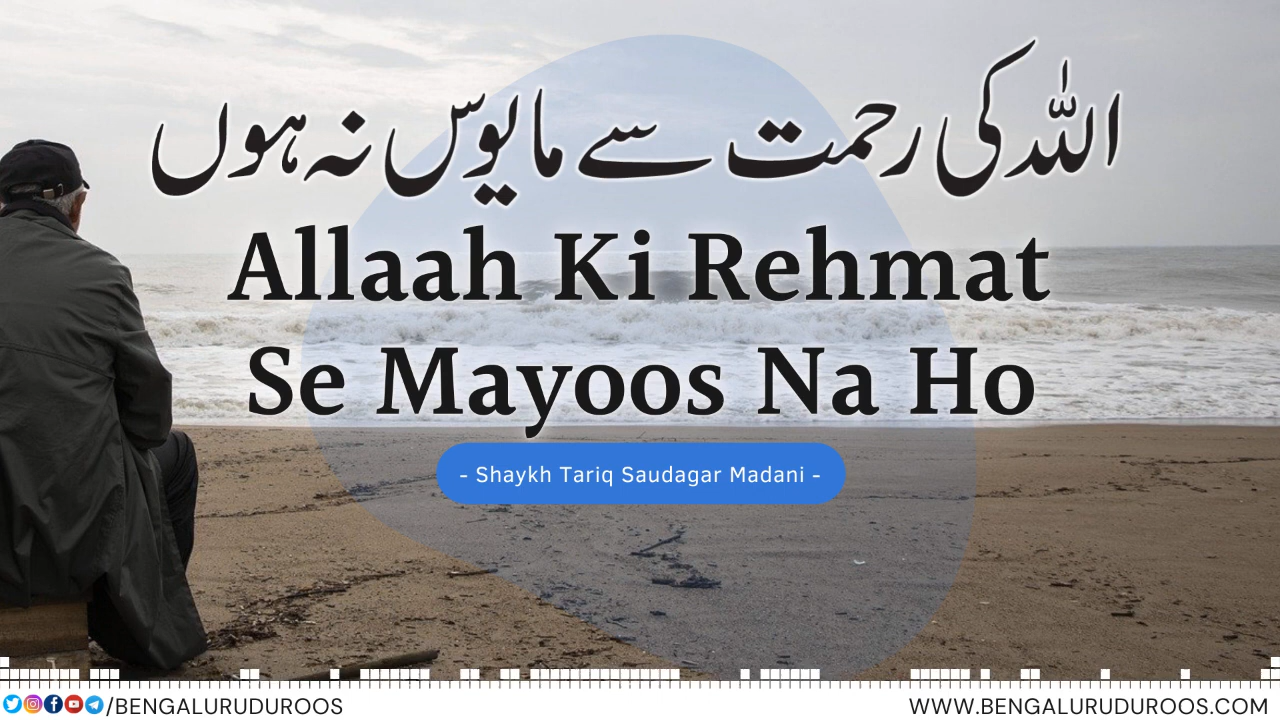 اللہ کی رحمت سے مایوس نہ ہوں
Allaah Ki Rehmat
Se Mayoos Na Ho
- Shaykh Tariq Saudagar Madani -
/BENGALURUDUROOS
WWW.BENGALURUDUROOS.COM